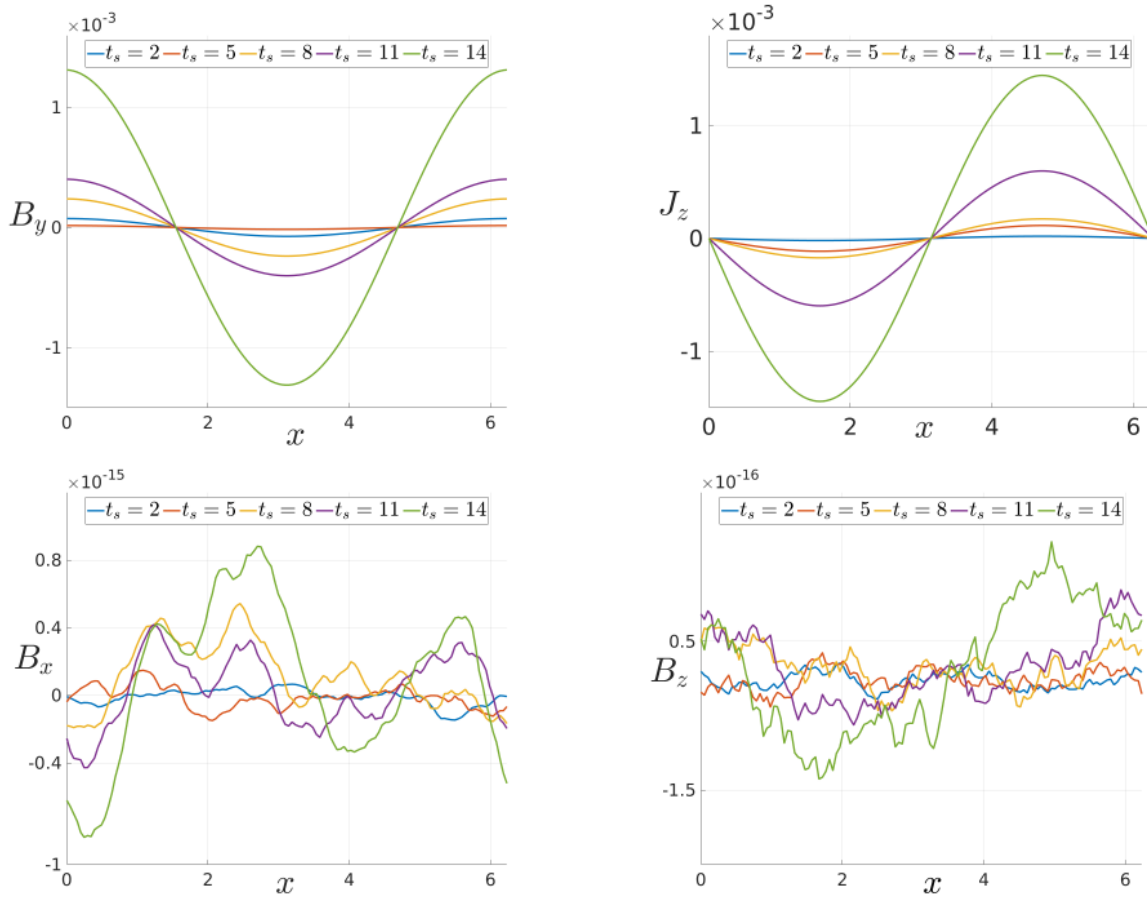 ×10⁻³
t_s = 2 t_s = 5 t_s = 8 t_s = 11 t_s = 14
1
B_y
0
-1
0 2 4 6
x
×10⁻³
t_s = 2 t_s = 5 t_s = 8 t_s = 11 t_s = 14
1
J_z
0
-1
0 2 4 6
x
×10⁻¹⁵
t_s = 2 t_s = 5 t_s = 8 t_s = 11 t_s = 14
0.8
0.4
B_x
0
-0.4
-1
0 2 4 6
x
×10⁻¹⁶
t_s = 2 t_s = 5 t_s = 8 t_s = 11 t_s = 14
0.5
B_z
-1.5
0 2 4 6
x